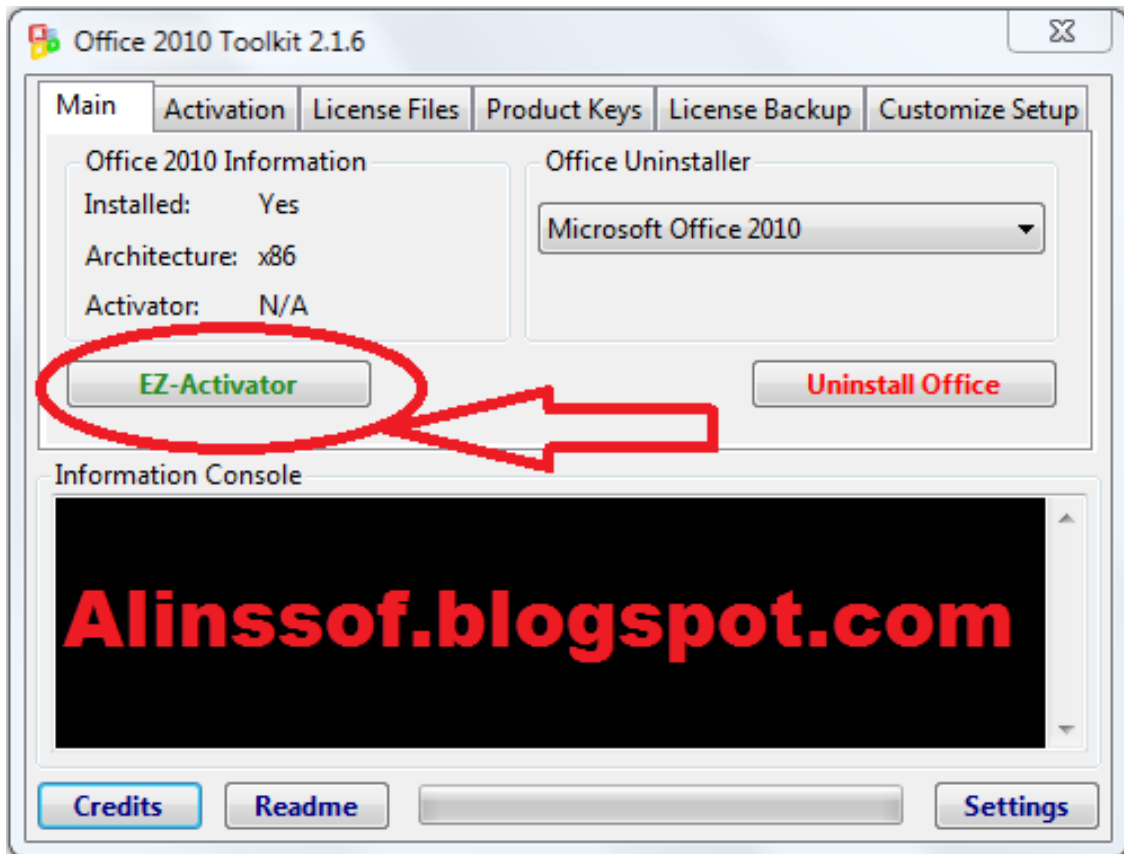 Office 2010 Toolkit 2.1.6
Main Activation License Files Product Keys License Backup Customize Setup
Office 2010 Information
Installed: Yes
Architecture: x86
Activator: N/A
EZ-Activator
Office Uninstaller
Microsoft Office 2010
Uninstall Office
Information Console
Alinssof.blogspot.com
Credits Readme Settings